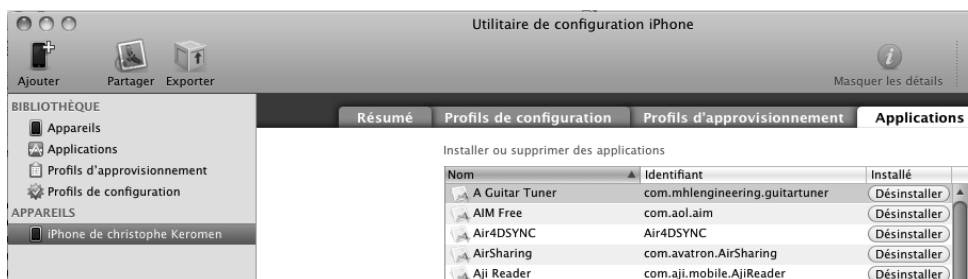 Utilitaire de configuration iPhone
Ajouter Partager Exporter Masquer les détails
BIBLIOTHÈQUE
Appareils
Applications
Profils d'approvisionnement
Profils de configuration
APPAREILS
iPhone de christophe Keromen
Résumé Profils de configuration Profils d'approvisionnement Applications
Installer ou supprimer des applications
Nom Identifiant Installé
A Guitar Tuner com.mhlengineering.guitartuner Désinstaller
AIM Free com.aol.aim Désinstaller
Air4DSYNC Air4DSYNC Désinstaller
AirSharing com.avatron.AirSharing Désinstaller
Aji Reader com.aji.mobile.AjiReader Désinstaller